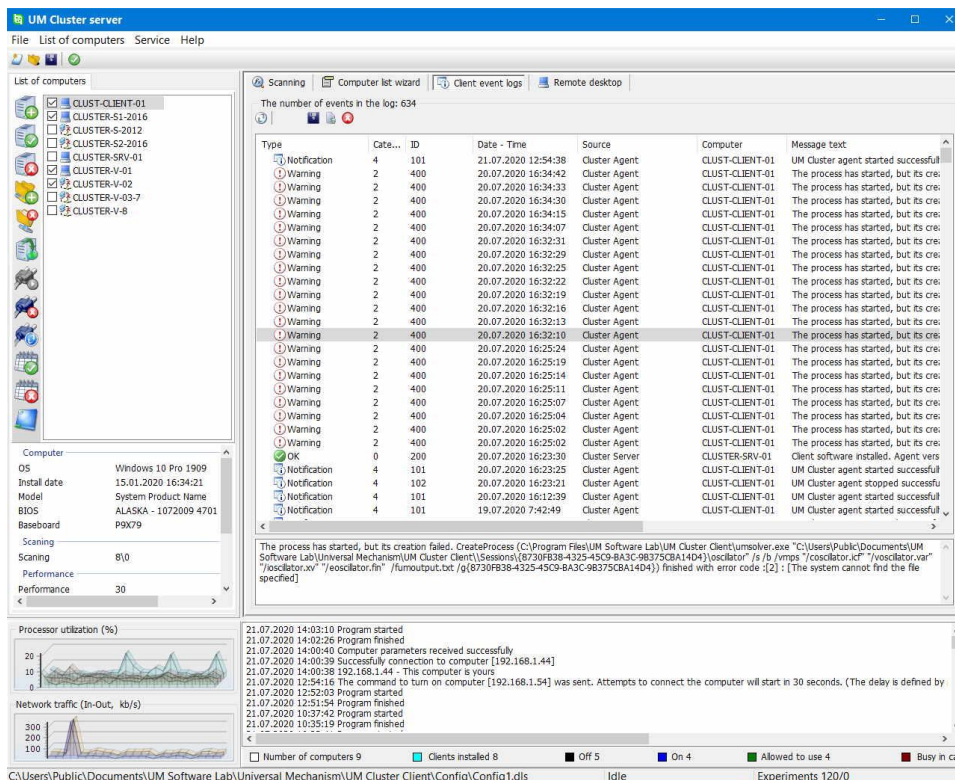 UM Cluster server
File List of computers Service Help
List of computers
CLUST-CLIENT-01
CLUSTER-S1-2016
CLUSTER-S-2012
CLUSTER-S2-2016
CLUSTER-SRV-01
CLUSTER-V-01
CLUSTER-V-02
CLUSTER-V-03-7
CLUSTER-V-8
Computer
OS Windows 10 Pro 1909
Install date 15.01.2020 16:34:21
Model System Product Name
BIOS ALASKA - 1072009 4701
Baseboard P9X79
Scaning
Scaning 8\0
Performance
Performance 30
Scanning Computer list wizard Client event logs Remote desktop
The number of events in the log: 634
Type Cate... ID Date - Time Source Computer Message text
Notification 4 101 21.07.2020 12:54:38 Cluster Agent CLUST-CLIENT-01 UM Cluster agent started successfull
Warning 2 400 20.07.2020 16:34:42 Cluster Agent CLUST-CLIENT-01 The process has started, but its crea
Warning 2 400 20.07.2020 16:34:33 Cluster Agent CLUST-CLIENT-01 The process has started, but its crea
Warning 2 400 20.07.2020 16:34:30 Cluster Agent CLUST-CLIENT-01 The process has started, but its crea
Warning 2 400 20.07.2020 16:34:15 Cluster Agent CLUST-CLIENT-01 The process has started, but its crea
Warning 2 400 20.07.2020 16:34:07 Cluster Agent CLUST-CLIENT-01 The process has started, but its crea
Warning 2 400 20.07.2020 16:32:31 Cluster Agent CLUST-CLIENT-01 The process has started, but its crea
Warning 2 400 20.07.2020 16:32:29 Cluster Agent CLUST-CLIENT-01 The process has started, but its crea
Warning 2 400 20.07.2020 16:32:25 Cluster Agent CLUST-CLIENT-01 The process has started, but its crea
Warning 2 400 20.07.2020 16:32:22 Cluster Agent CLUST-CLIENT-01 The process has started, but its crea
Warning 2 400 20.07.2020 16:32:19 Cluster Agent CLUST-CLIENT-01 The process has started, but its crea
Warning 2 400 20.07.2020 16:32:16 Cluster Agent CLUST-CLIENT-01 The process has started, but its crea
Warning 2 400 20.07.2020 16:32:13 Cluster Agent CLUST-CLIENT-01 The process has started, but its crea
Warning 2 400 20.07.2020 16:32:10 Cluster Agent CLUST-CLIENT-01 The process has started, but its crea
Warning 2 400 20.07.2020 16:25:24 Cluster Agent CLUST-CLIENT-01 The process has started, but its crea
Warning 2 400 20.07.2020 16:25:19 Cluster Agent CLUST-CLIENT-01 The process has started, but its crea
Warning 2 400 20.07.2020 16:25:14 Cluster Agent CLUST-CLIENT-01 The process has started, but its crea
Warning 2 400 20.07.2020 16:25:11 Cluster Agent CLUST-CLIENT-01 The process has started, but its crea
Warning 2 400 20.07.2020 16:25:07 Cluster Agent CLUST-CLIENT-01 The process has started, but its crea
Warning 2 400 20.07.2020 16:25:04 Cluster Agent CLUST-CLIENT-01 The process has started, but its crea
Warning 2 400 20.07.2020 16:25:02 Cluster Agent CLUST-CLIENT-01 The process has started, but its crea
Warning 2 400 20.07.2020 16:25:02 Cluster Agent CLUST-CLIENT-01 The process has started, but its crea
OK 0 200 20.07.2020 16:23:30 Cluster Server CLUSTER-SRV-01 Client software installed. Agent vers
Notification 4 101 20.07.2020 16:23:25 Cluster Agent CLUST-CLIENT-01 UM Cluster agent started successfull
Notification 4 102 20.07.2020 16:23:21 Cluster Agent CLUST-CLIENT-01 UM Cluster agent stopped successfu
Notification 4 101 20.07.2020 16:12:39 Cluster Agent CLUST-CLIENT-01 UM Cluster agent started successfull
Notification 4 101 19.07.2020 7:42:49 Cluster Agent CLUST-CLIENT-01 UM Cluster agent started successfull
The process has started, but its creation failed. CreateProcess (C:\Program Files\UM Software Lab\UM Cluster Client\umsolver.exe "C:\Users\Public\Documents\UM
Software Lab\Universal Mechanism\UM Cluster Client\Sessions\{8730FB38-4325-45C9-BA3C-9B375CBA14D4}\oscilator" /s /b /vmps "/coscilator.icf" "/voscilator.var"
"/ioscilator.xv" "/eoscilator.fin" /fumoutput.txt /g{8730FB38-4325-45C9-BA3C-9B375CBA14D4}) finished with error code :[2] : [The system cannot find the file
specified]
Processor utilization (%)
20
10
0
Network traffic (In-Out, kb/s)
300
200
100
21.07.2020 14:03:10 Program started
21.07.2020 14:02:26 Program finished
21.07.2020 14:00:40 Computer parameters received successfully
21.07.2020 14:00:39 Successfully connection to computer [192.168.1.44]
21.07.2020 14:00:38 192.168.1.44 - This computer is yours
21.07.2020 12:54:16 The command to turn on computer [192.168.1.54] was sent. Attempts to connect the computer will start in 30 seconds. (The delay is defined by
21.07.2020 12:52:03 Program started
21.07.2020 12:51:54 Program finished
21.07.2020 10:37:42 Program started
21.07.2020 10:35:19 Program finished
Number of computers 9 Clients installed 8 Off 5 On 4 Allowed to use 4 Busy in ca
C:\Users\Public\Documents\UM Software Lab\Universal Mechanism\UM Cluster Client\Config\Config1.dls Idle Experiments 120/0